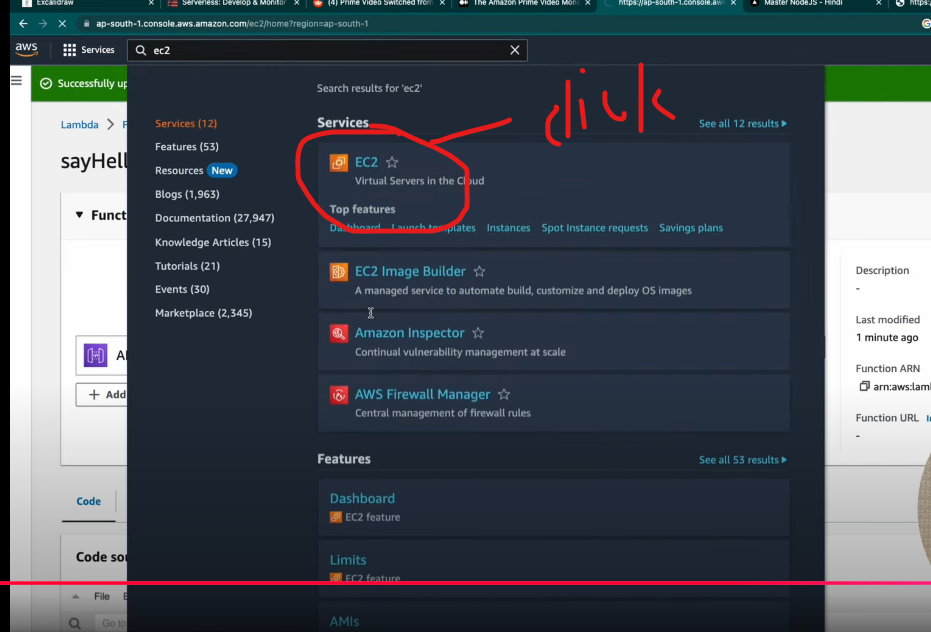 Excalidraw
Serverless: Develop & Monitor
(4) Prime Video Switched from
The Amazon Prime Video Mon
https://ap-south-1.console.aw
Master NodeJS - Hindi
https:/
ap-south-1.console.aws.amazon.com/ec2/home?region=ap-south-1
aws
Services
ec2
Successfully up
click
Search results for 'ec2'
Lambda
F
Services (12)
Services
See all 12 results
Features (53)
sayHell
EC2
Resources New
Virtual Servers in the Cloud
Blogs (1,963)
Top features
Funct
Documentation (27,947)
Dashboard Launch templates Instances Spot Instance requests Savings plans
Knowledge Articles (15)
Tutorials (21)
EC2 Image Builder
Description
-
A managed service to automate build, customize and deploy OS images
Events (30)
Marketplace (2,345)
Last modified
Amazon Inspector
1 minute ago
Continual vulnerability management at scale
A
Function ARN
arn:aws:lam
+ Add
AWS Firewall Manager
Central management of firewall rules
Function URL
-
Features
See all 53 results
Code
Dashboard
EC2 feature
Code sou
Limits
EC2 feature
File E
AMIs
Go to